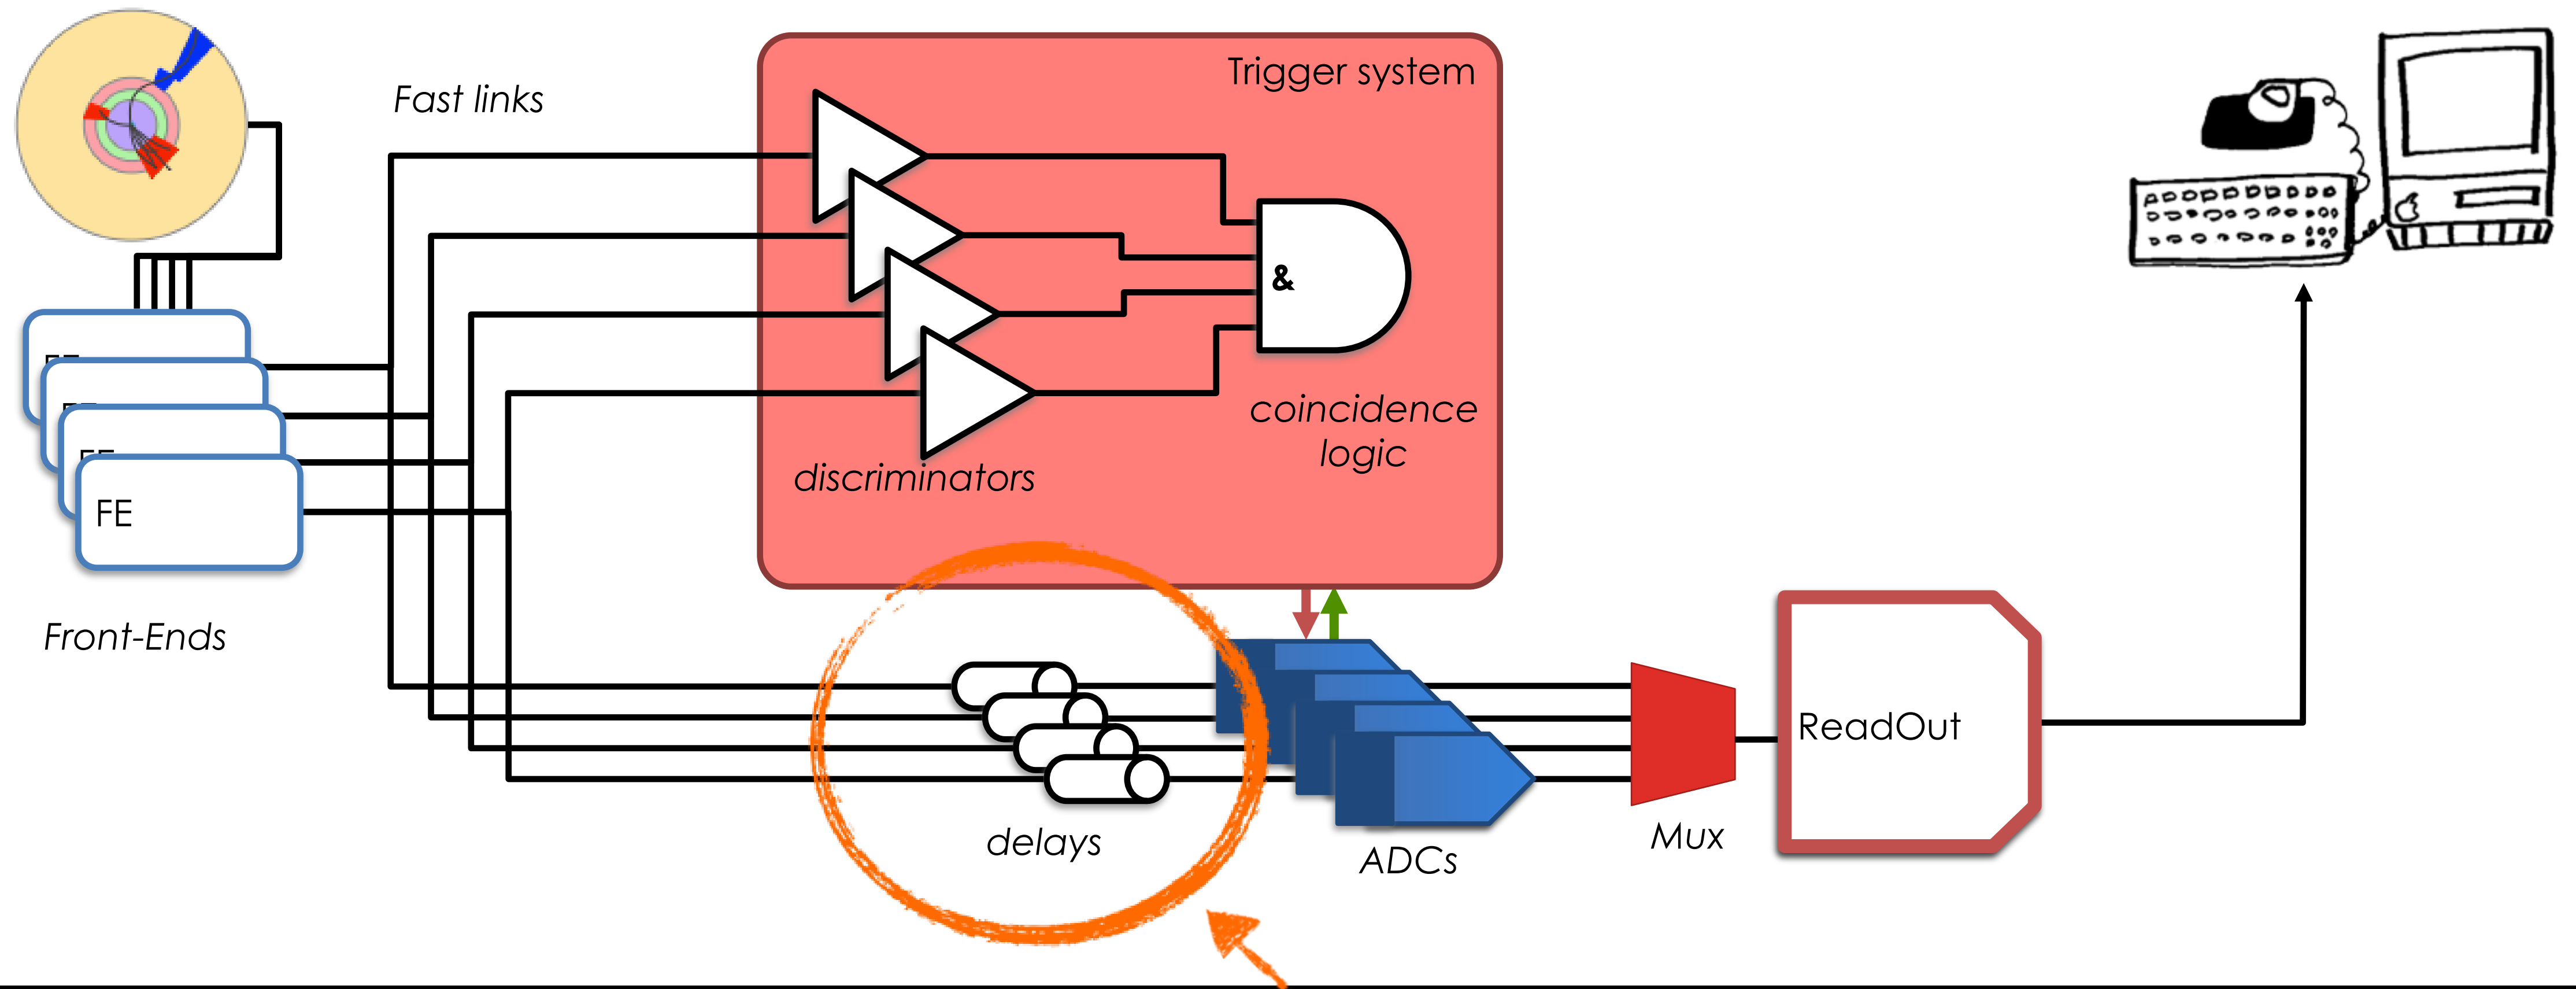 Fast links
Trigger system
&
coincidence
logic
discriminators
FE
Front-Ends
delays
ADCs
Mux
ReadOut